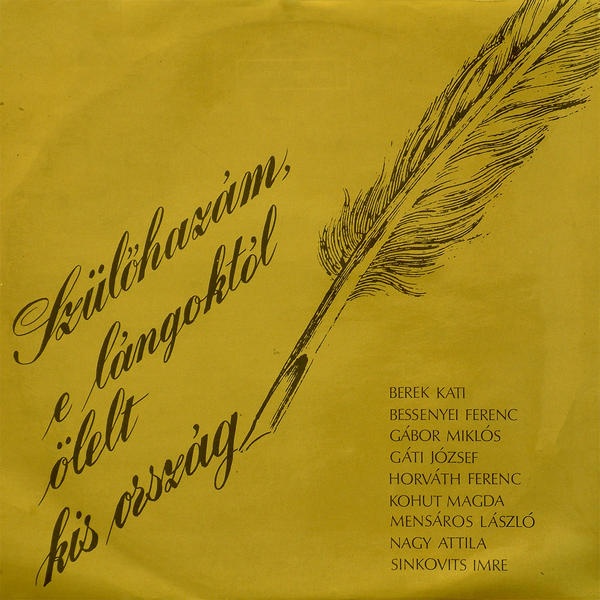 Szülőhazám,
e lángoktól
ölelt
kis ország
BEREK KATI
BESSENYEI FERENC
GÁBOR MIKLÓS
GÁTI JÓZSEF
HORVÁTH FERENC
KOHUT MAGDA
MENSÁROS LÁSZLÓ
NAGY ATTILA
SINKOVITS IMRE